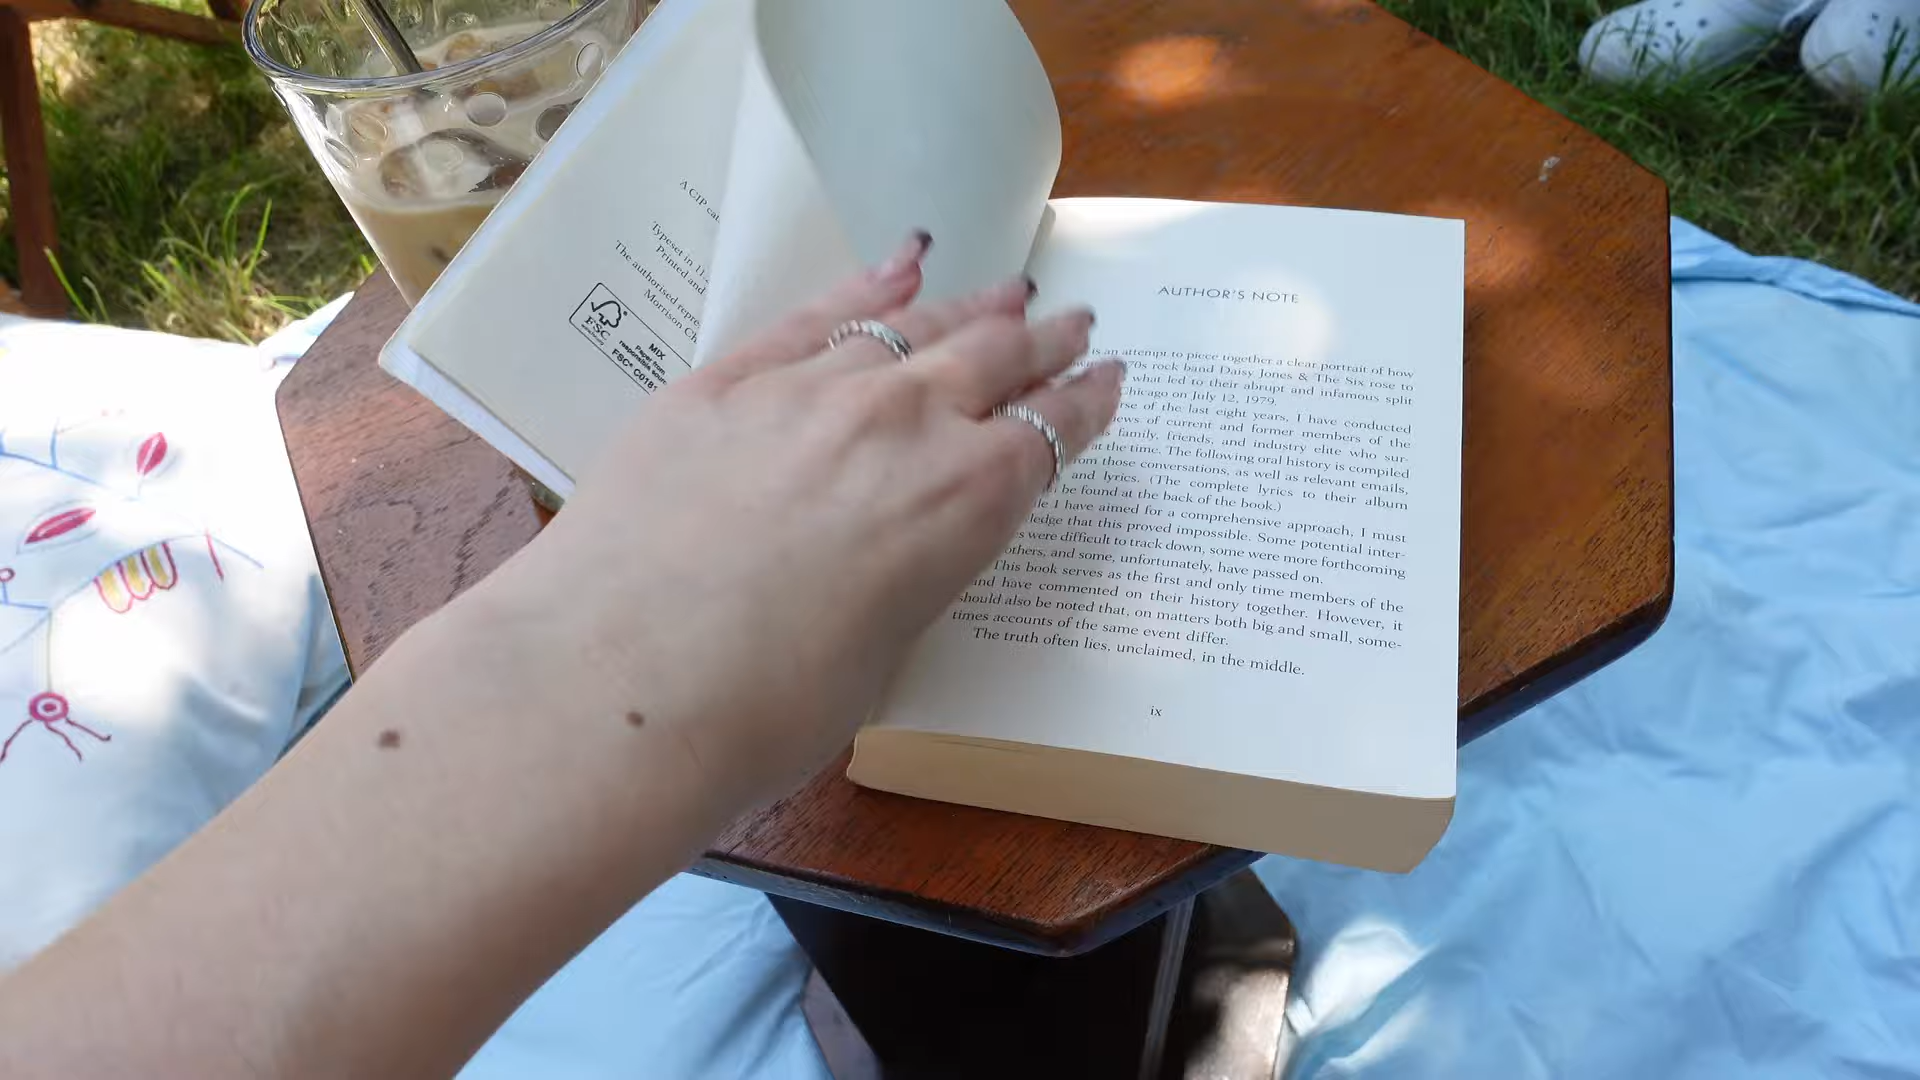 A CIP cat
Typeset in 11.
Printed and
The authorised repres
Morrison Ch
FSC
MIX
Paper from
responsible sour
FSC® C0181
AUTHOR'S NOTE
is an attempt to piece together a clear portrait of how
70s rock band Daisy Jones & The Six rose to
what led to their abrupt and infamous split
Chicago on July 12, 1979.
rse of the last eight years, I have conducted
iews of current and former members of the
s family, friends, and industry elite who sur-
at the time. The following oral history is compiled
om those conversations, as well as relevant emails,
and lyrics. (The complete lyrics to their album
be found at the back of the book.)
le I have aimed for a comprehensive approach, I must
ledge that this proved impossible. Some potential inter-
s were difficult to track down, some were more forthcoming
others, and some, unfortunately, have passed on.
This book serves as the first and only time members of the
and have commented on their history together. However, it
should also be noted that, on matters both big and small, some-
times accounts of the same event differ.
The truth often lies, unclaimed, in the middle.
ix